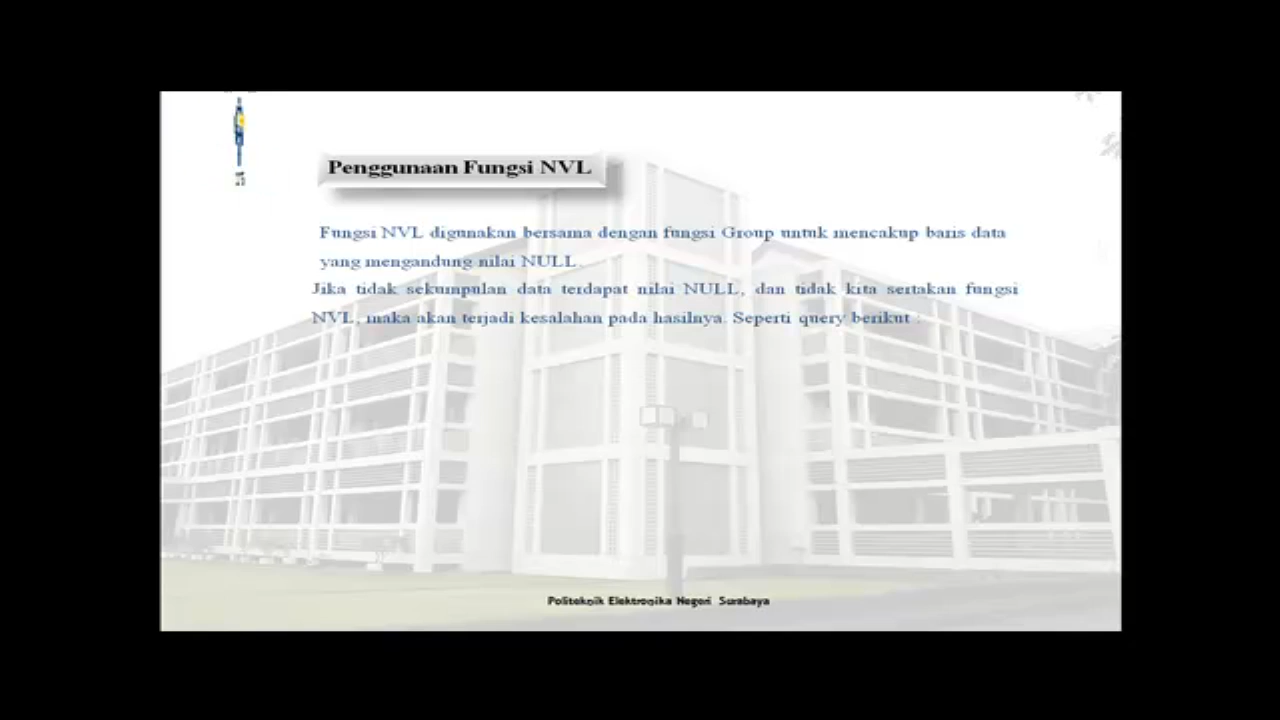 Penggunaan Fungsi NVL
Fungsi NVL digunakan bersama dengan fungsi Group untuk mencakup baris data
yang mengandung nilai NULL.
Jika tidak sekumpulan data terdapat nilai NULL, dan tidak kita sertakan fungsi
NVL, maka akan terjadi kesalahan pada hasilnya. Seperti query berikut :
Politeknik Elektronika Negeri Surabaya